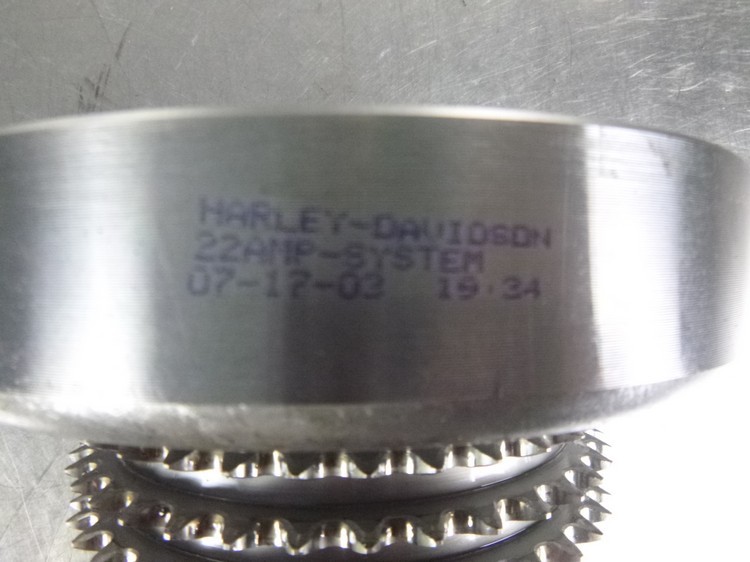 HARLEY-DAVIDSON
22AMP-SYSTEM
07-17-03 19:34